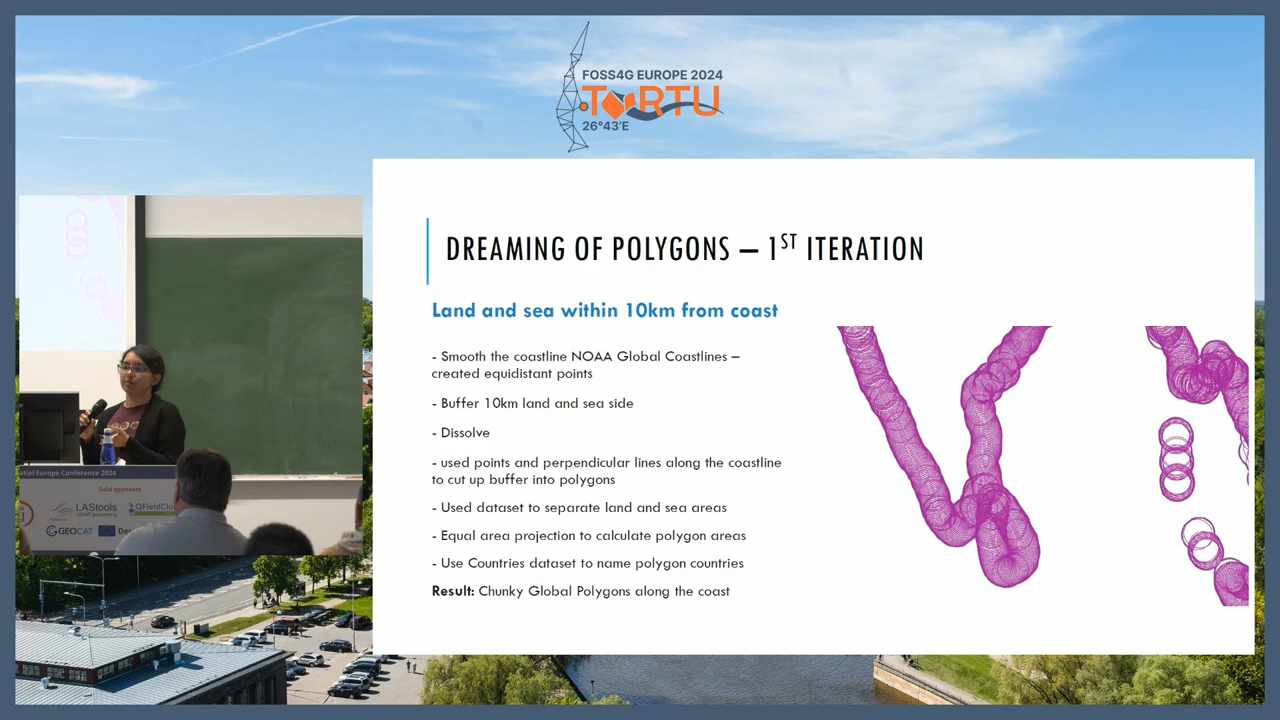 FOSS4G EUROPE 2024
TARTU
26°43'E
DREAMING OF POLYGONS – 1ST ITERATION
Land and sea within 10km from coast
- Smooth the coastline NOAA Global Coastlines –
created equidistant points
- Buffer 10km land and sea side
- Dissolve
- used points and perpendicular lines along the coastline
to cut up buffer into polygons
- Used dataset to separate land and sea areas
- Equal area projection to calculate polygon areas
- Use Countries dataset to name polygon countries
Result: Chunky Global Polygons along the coast
Europe Conference 2024
Gold sponsors
LAStools
QFieldClo
GEOCAT